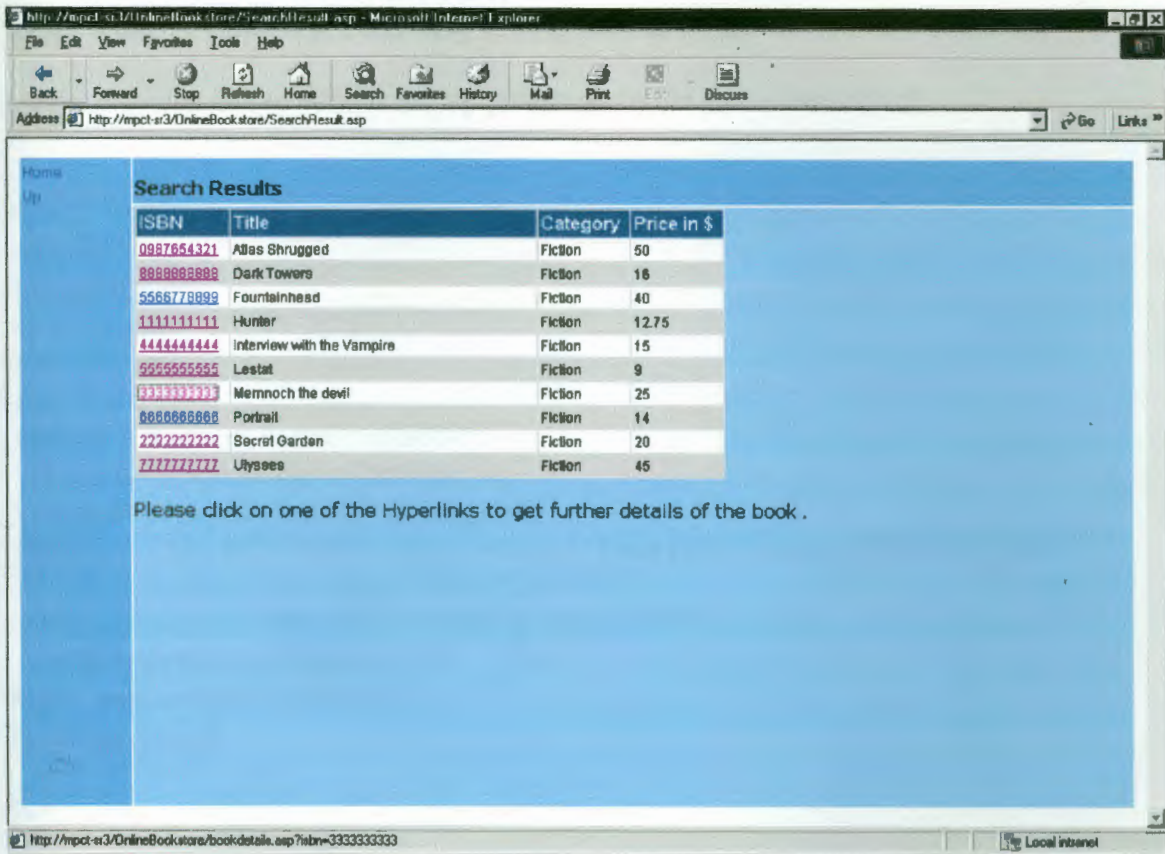 http://mpct-sr3/OnlineBookstore/SearchResult.asp - Microsoft Internet Explorer
File Edit View Favorites Tools Help
Back Forward Stop Refresh Home Search Favorites History Mail Print Edit Discuss
Address http://mpct-sr3/OnlineBookstore/SearchResult.asp Go Links »
Home
Up
Search Results
ISBN Title Category Price in $
0987654321 Atlas Shrugged Fiction 50
8888888888 Dark Towers Fiction 16
5566778899 Fountainhead Fiction 40
1111111111 Hunter Fiction 12.75
4444444444 Interview with the Vampire Fiction 15
5555555555 Lestat Fiction 9
3333333333 Memnoch the devil Fiction 25
6666666666 Portrait Fiction 14
2222222222 Secret Garden Fiction 20
7777777777 Ulysses Fiction 45
Please click on one of the Hyperlinks to get further details of the book .
http://mpct-sr3/OnlineBookstore/bookdetails.asp?isbn=3333333333 Local intranet